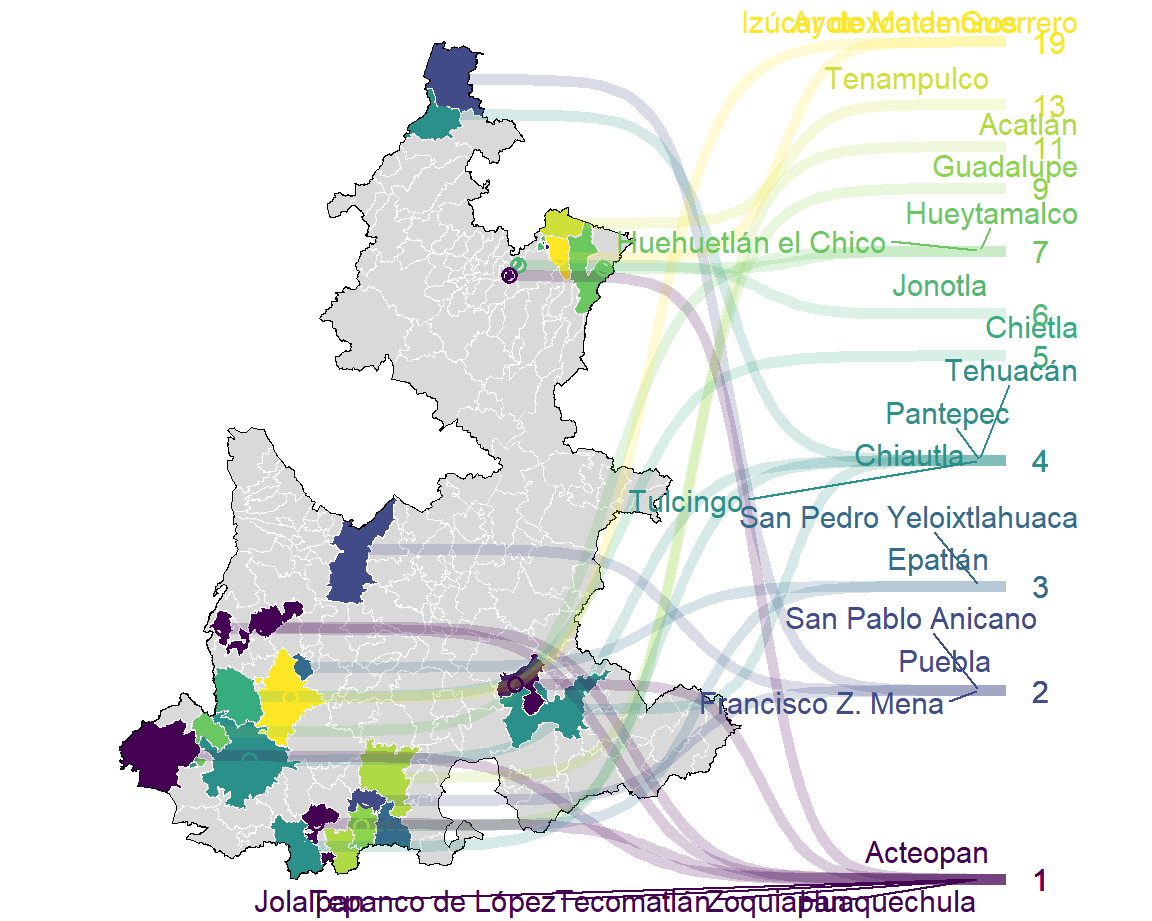 Izúcar de Matamoros
Ayotoxco de Guerrero
19
Tenampulco
13
Acatlán
11
Guadalupe
9
Hueytamalco
Huehuetlán el Chico
7
Jonotla
6
Chietla
5
Tehuacán
Pantepec
Chiautla
4
Tulcingo
San Pedro Yeloixtlahuaca
Epatlán
3
San Pablo Anicano
Puebla
2
Francisco Z. Mena
Acteopan
1
Jolalpan
Tepanco de López
Tecomatlán
Zoquiapan
Huaquechula